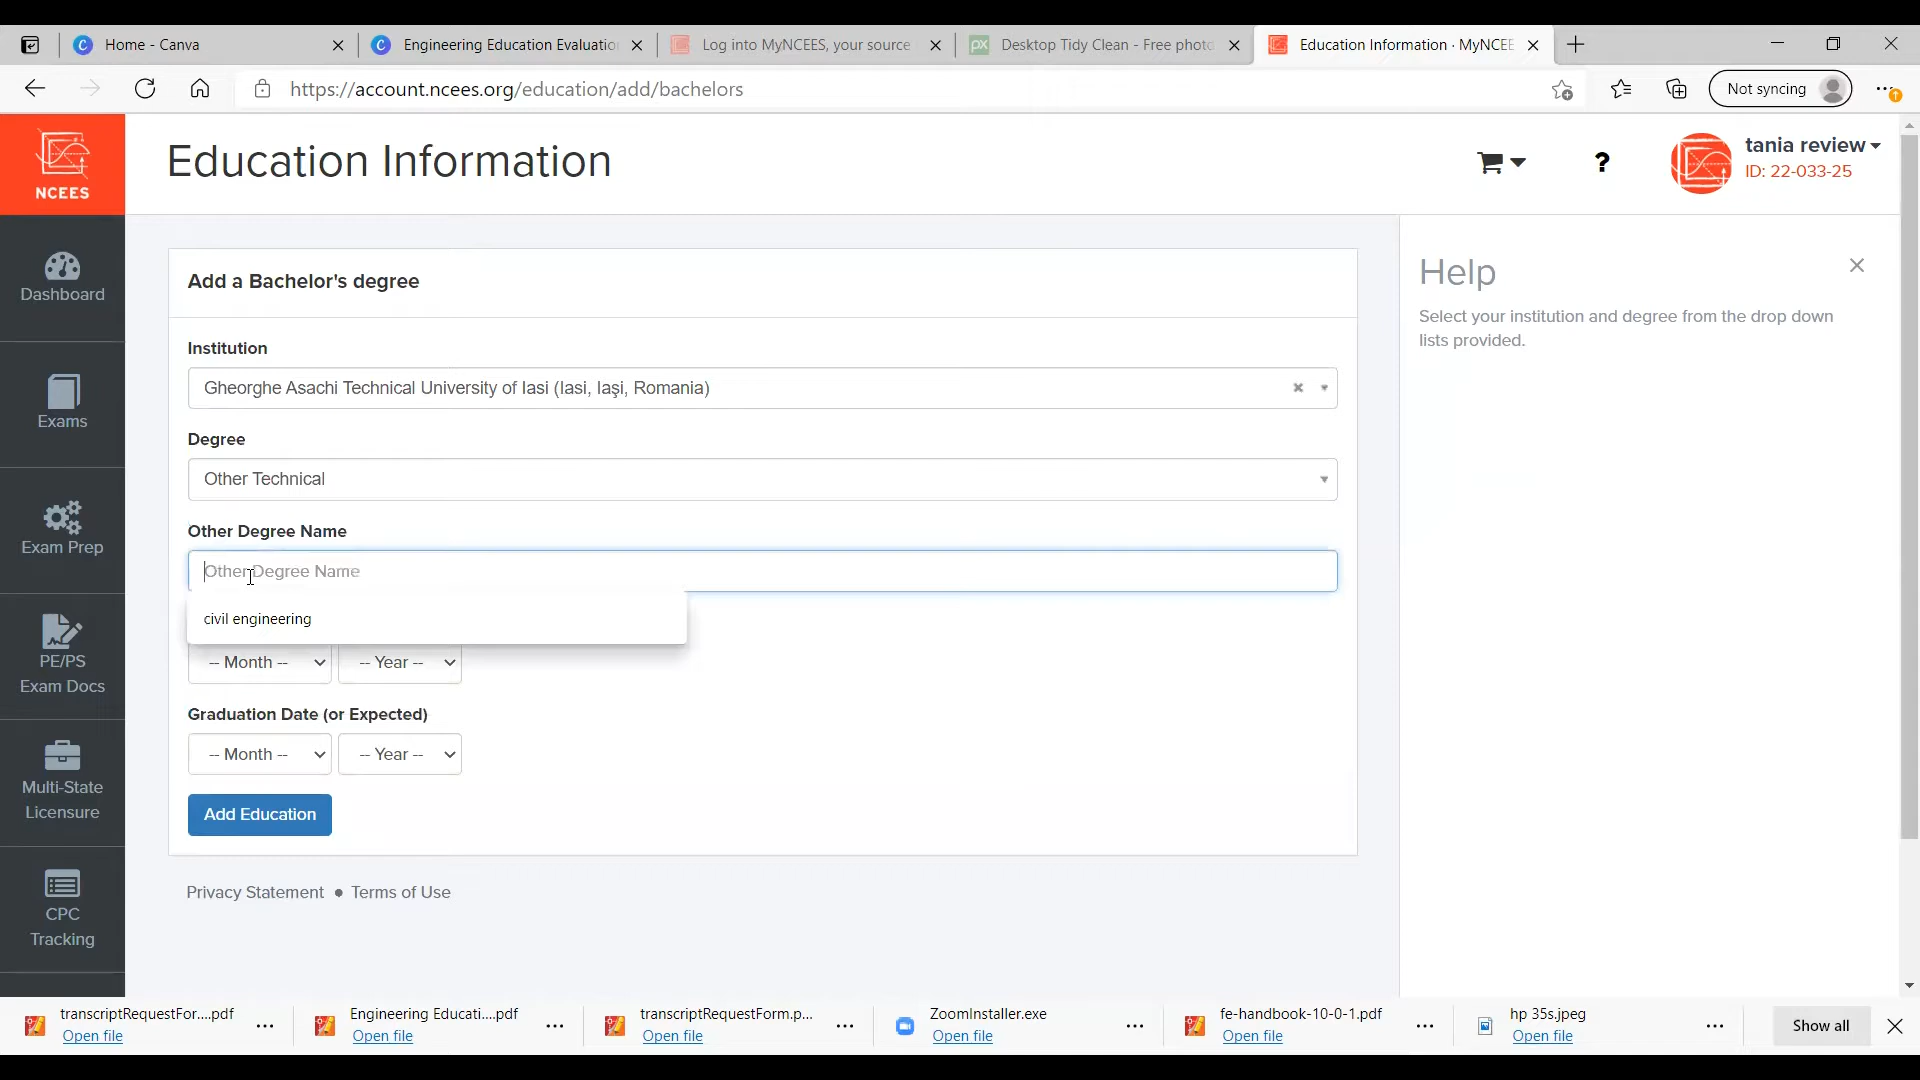 Home - Canva
Engineering Education Evaluatio
Log into MyNCEES, your source
Desktop Tidy Clean - Free photo
Education Information · MyNCEE
https://account.ncees.org/education/add/bachelors
Not syncing
NCEES
Education Information
?
tania review
ID: 22-033-25
Dashboard
Exams
Exam Prep
PE/PS
Exam Docs
Multi-State
Licensure
CPC
Tracking
Add a Bachelor's degree
Institution
Gheorghe Asachi Technical University of Iasi (Iasi, Iaşi, Romania)
Degree
Other Technical
Other Degree Name
Other Degree Name
civil engineering
-- Month -- -- Year --
Graduation Date (or Expected)
-- Month -- -- Year --
Add Education
Privacy Statement ● Terms of Use
Help
Select your institution and degree from the drop down
lists provided.
transcriptRequestFor....pdf
Open file
Engineering Educati....pdf
Open file
transcriptRequestForm.p...
Open file
ZoomInstaller.exe
Open file
fe-handbook-10-0-1.pdf
Open file
hp 35s.jpeg
Open file
Show all